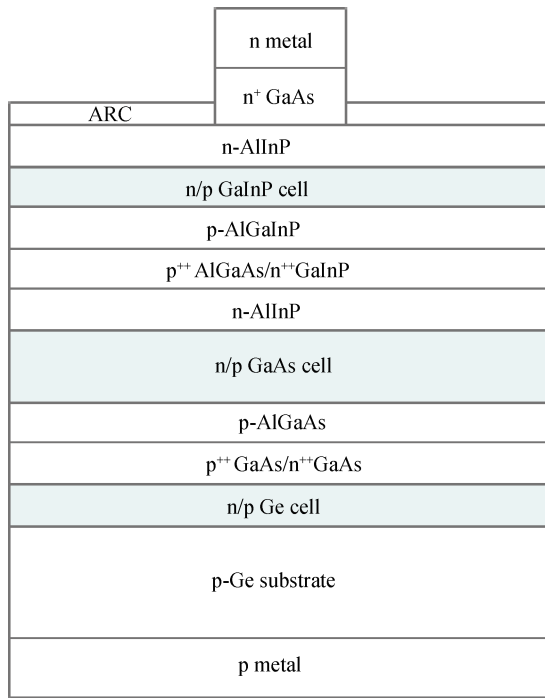 n metal
n⁺ GaAs
ARC
n-AlInP
n/p GaInP cell
p-AlGaInP
p⁺⁺ AlGaAs/n⁺⁺GaInP
n-AlInP
n/p GaAs cell
p-AlGaAs
p⁺⁺ GaAs/n⁺⁺GaAs
n/p Ge cell
p-Ge substrate
p metal